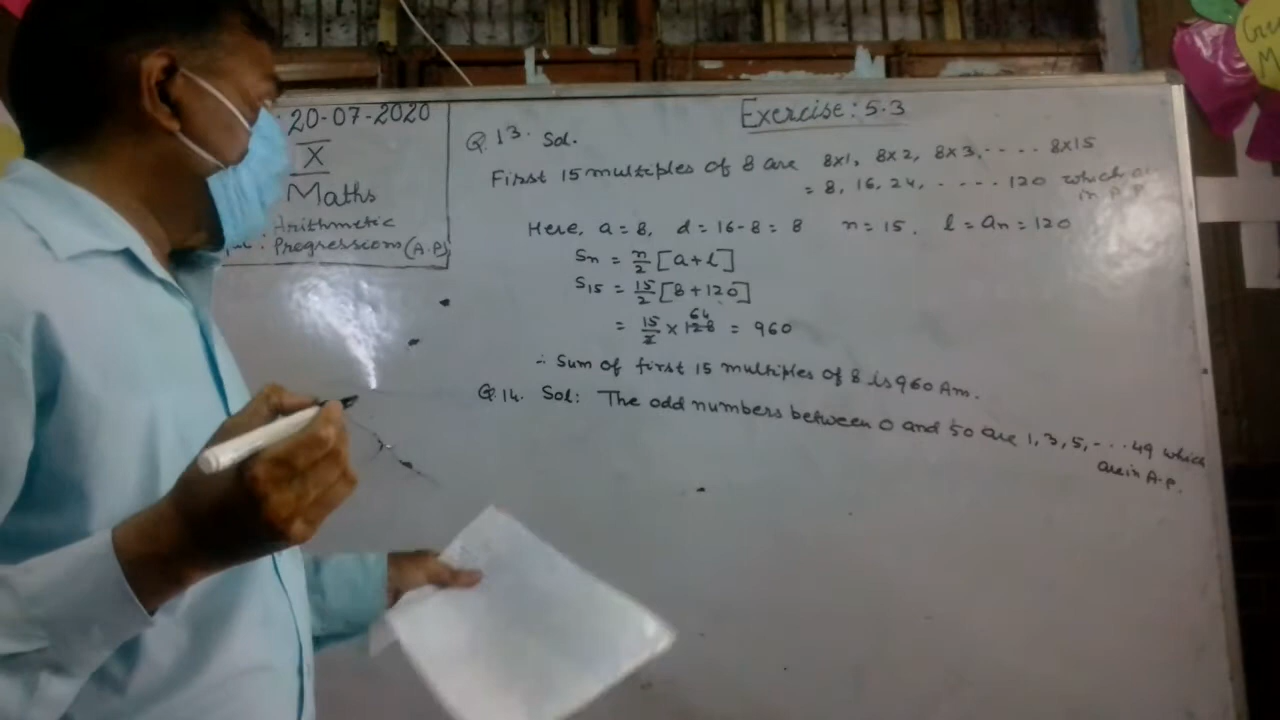 20-07-2020
X
Maths
Arithmetic
Progressions (A.P)
Exercise: 5.3
Q.13. Sol.
First 15 multiples of 8 are 8x1, 8x2, 8x3, .... 8x15
= 8, 16, 24, ..... 120 which
in A.P
Here, a = 8, d = 16-8 = 8 n = 15, l = an = 120
Sn = n/2 [a+l]
S15 = 15/2 [8+120]
64
= 15/2 x 128 = 960
∴ Sum of first 15 multiples of 8 is 960 Am.
Q.14. Sol: The odd numbers between 0 and 50 are 1, 3, 5, ---- 49 which
are in A.P.